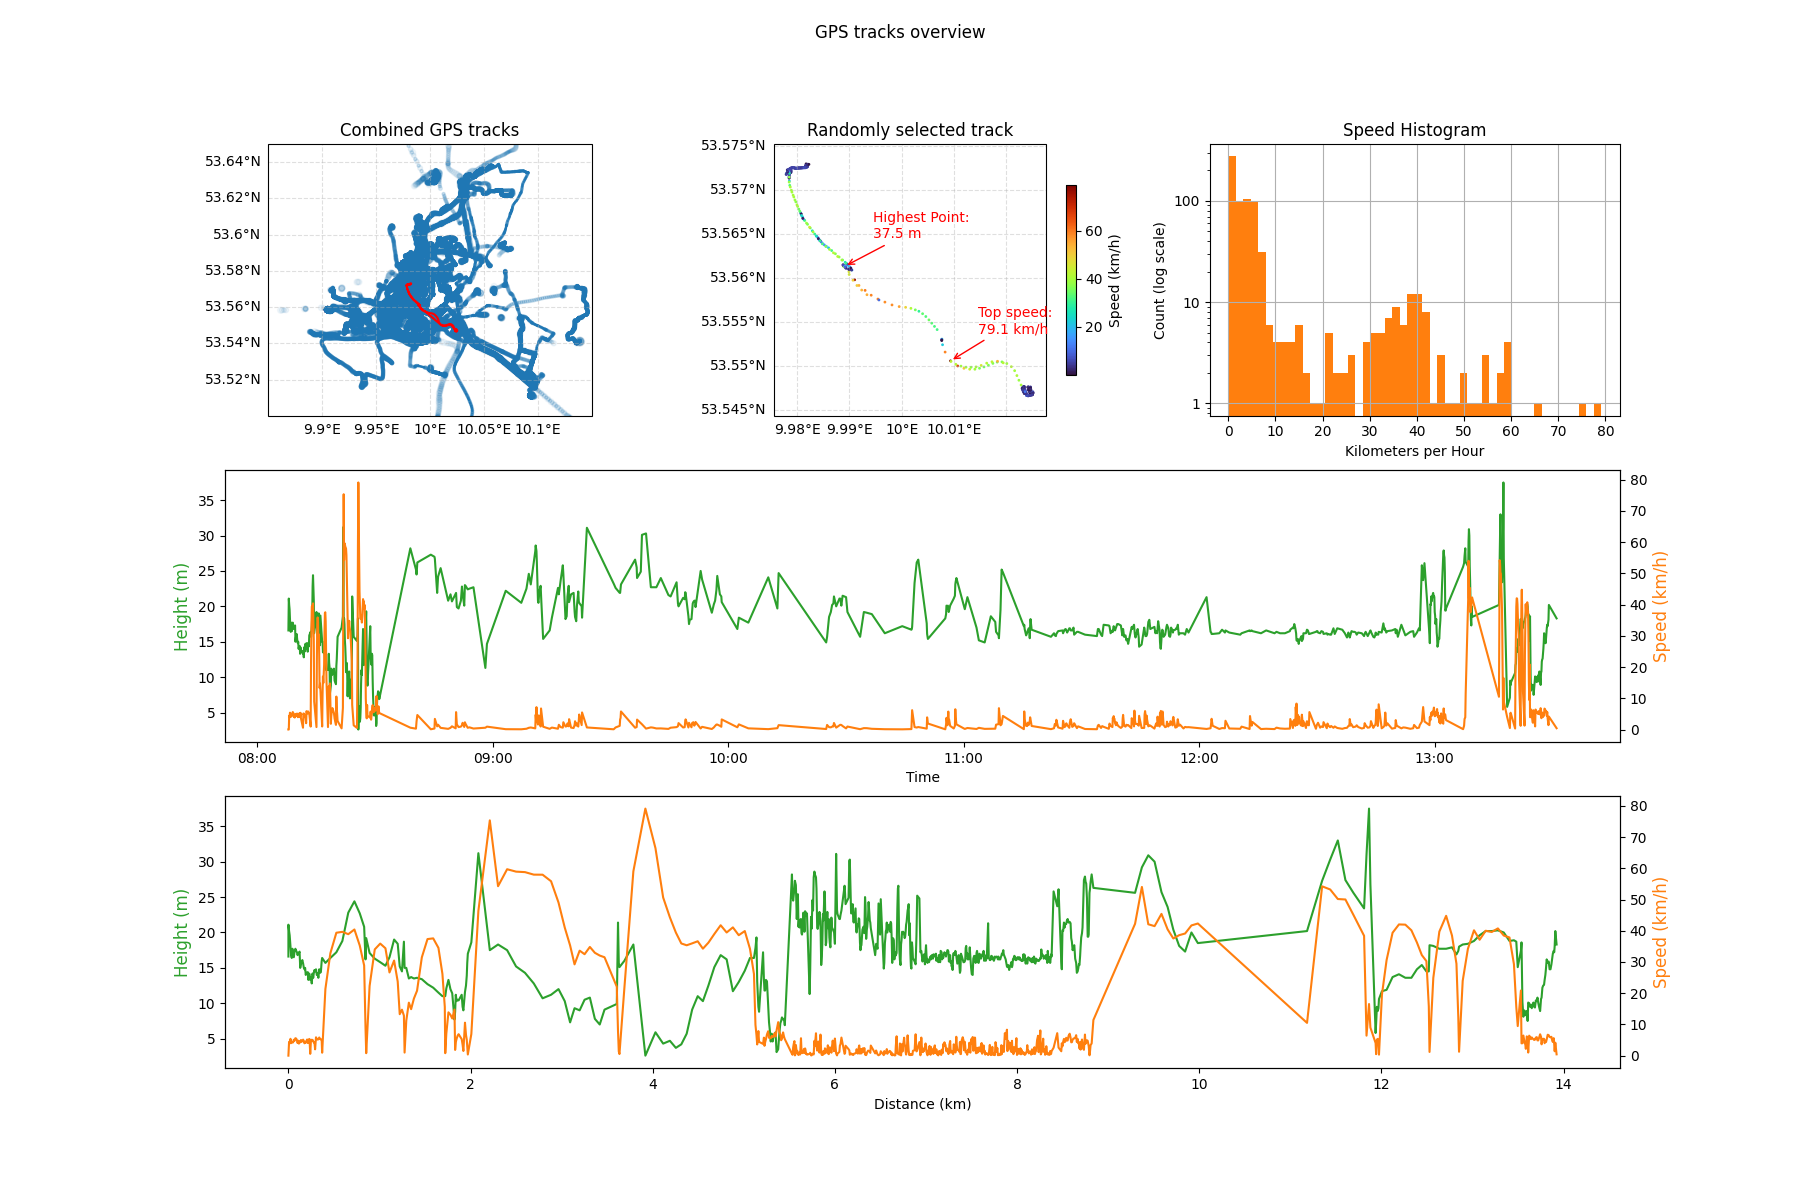 GPS tracks overview
Combined GPS tracks
53.64°N
53.62°N
53.6°N
53.58°N
53.56°N
53.54°N
53.52°N
9.9°E 9.95°E 10°E 10.05°E 10.1°E
Randomly selected track
53.575°N
53.57°N
53.565°N
53.56°N
53.555°N
53.55°N
53.545°N
9.98°E 9.99°E 10°E 10.01°E
Highest Point:
37.5 m
Top speed:
79.1 km/h
60
40
20
Speed (km/h)
Speed Histogram
Count (log scale)
100
10
1
0 10 20 30 40 50 60 70 80
Kilometers per Hour
Height (m)
35
30
25
20
15
10
5
80
70
60
50
40
30
20
10
0
Speed (km/h)
08:00 09:00 10:00 11:00 12:00 13:00
Time
Height (m)
35
30
25
20
15
10
5
80
70
60
50
40
30
20
10
0
Speed (km/h)
0 2 4 6 8 10 12 14
Distance (km)